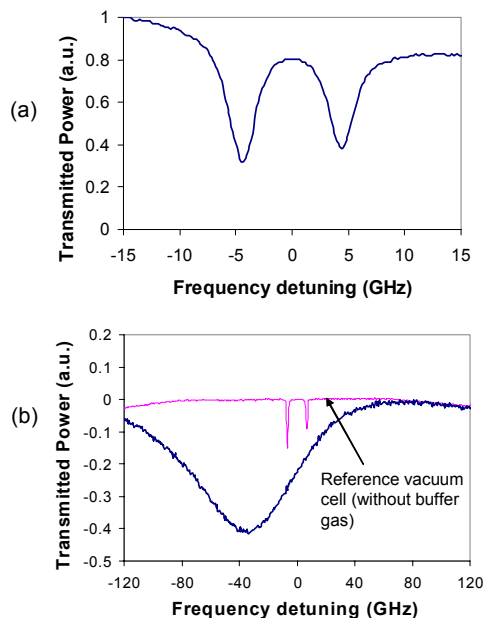 (a)
Transmitted Power (a.u.)
1
0.8
0.6
0.4
0.2
0
-15 -10 -5 0 5 10 15
Frequency detuning (GHz)
(b)
Transmitted Power (a.u.)
0.2
0.1
0
-0.1
-0.2
-0.3
-0.4
-0.5
Reference vacuum
cell (without buffer
gas)
-120 -80 -40 0 40 80 120
Frequency detuning (GHz)